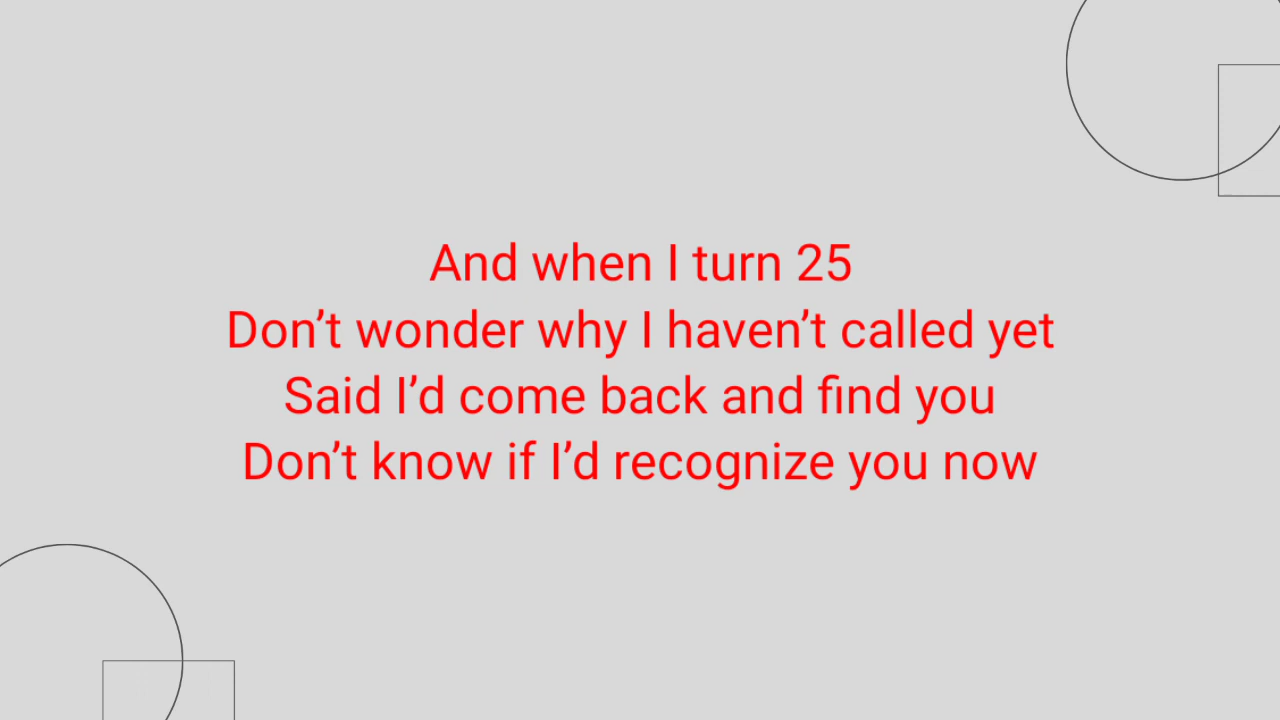 And when I turn 25
Don’t wonder why I haven’t called yet
Said I’d come back and find you
Don’t know if I’d recognize you now